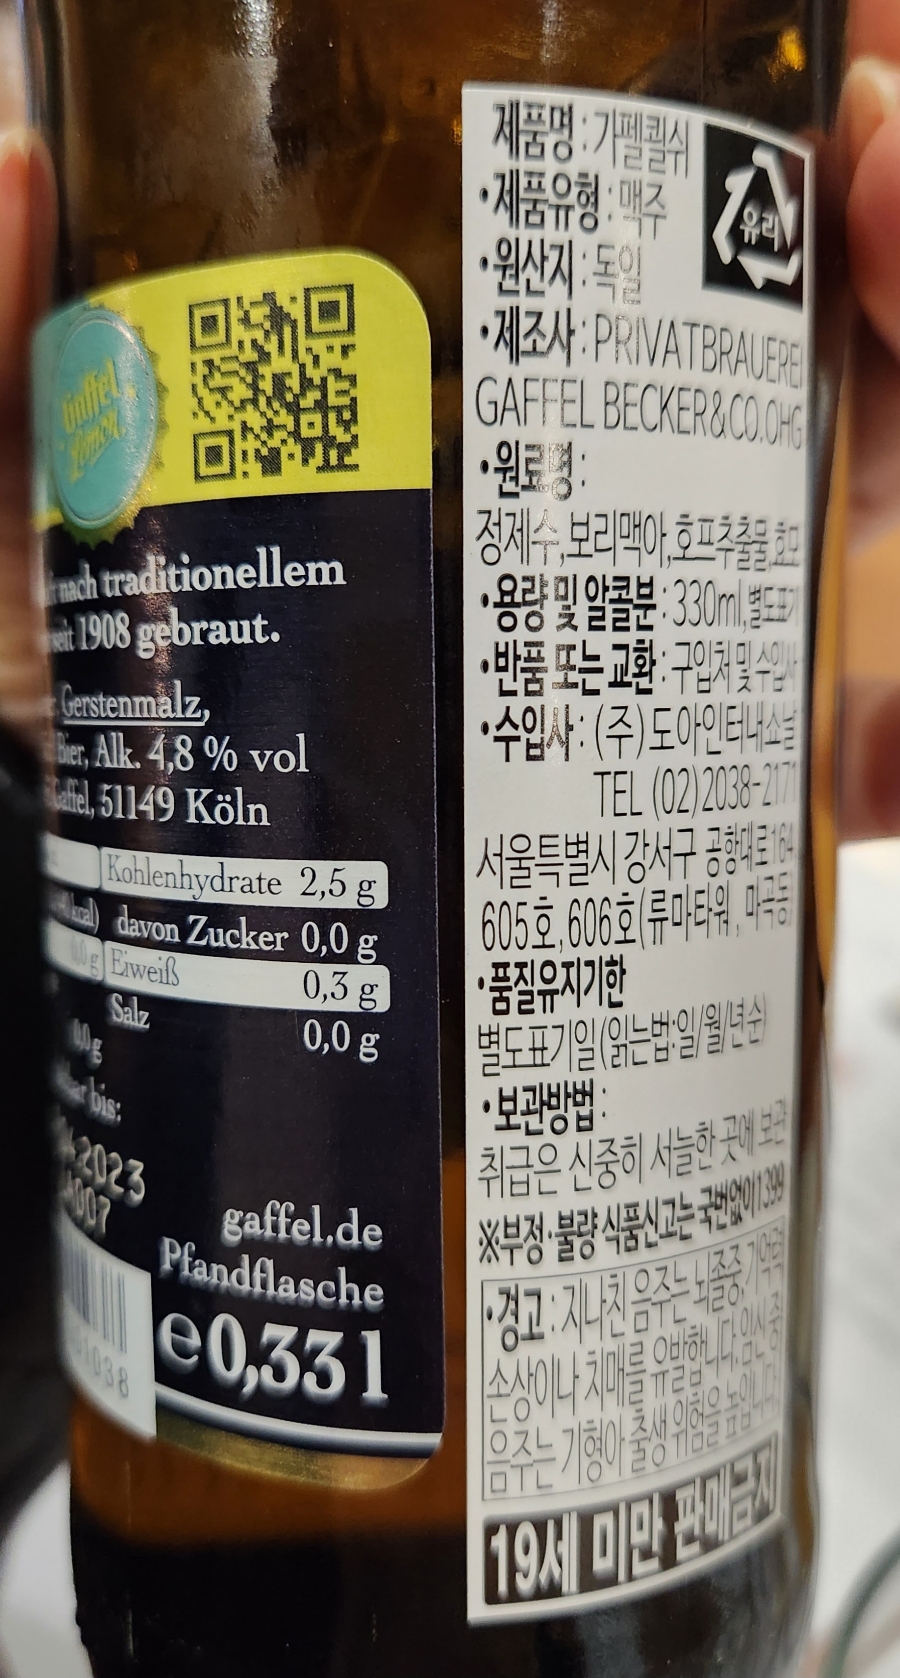 Gaffel
Lemon
nach traditionellem
seit 1908 gebraut.
Gerstenmalz,
Bier, Alk. 4,8 % vol
Gaffel, 51149 Köln
Kohlenhydrate 2,5 g
kcal) davon Zucker 0,0 g
0,0 g Eiweiß 0,3 g
Salz 0,0 g
0,0 g
bis:
2023
gaffel.de
Pfandflasche
e 0,33 l
01038
제품명 : 가펠쾰쉬
유리
•제품유형 : 맥주
•원산지 : 독일
•제조사 : PRIVATBRAUEREI
GAFFEL BECKER&CO.OHG
•원료명 :
정제수,보리맥아,호프추출물,효모
•용량 및 알콜분 : 330ml,별도표기
•반품 또는 교환 : 구입처 및 수입사
•수입사 : (주)도아인터내쇼날
TEL (02)2038-2171
서울특별시 강서구 공항대로164
605호,606호(류마타워, 마곡동)
•품질유지기한
별도표기일(읽는법:일/월/년순)
•보관방법 :
취급은 신중히 서늘한 곳에 보관
※부정·불량 식품신고는 국번없이1399
•경고 : 지나친 음주는 뇌졸중, 기억력
손상이나 치매를 유발합니다. 임신 중
음주는 기형아 출생 위험을 높입니다.
19세 미만 판매금지